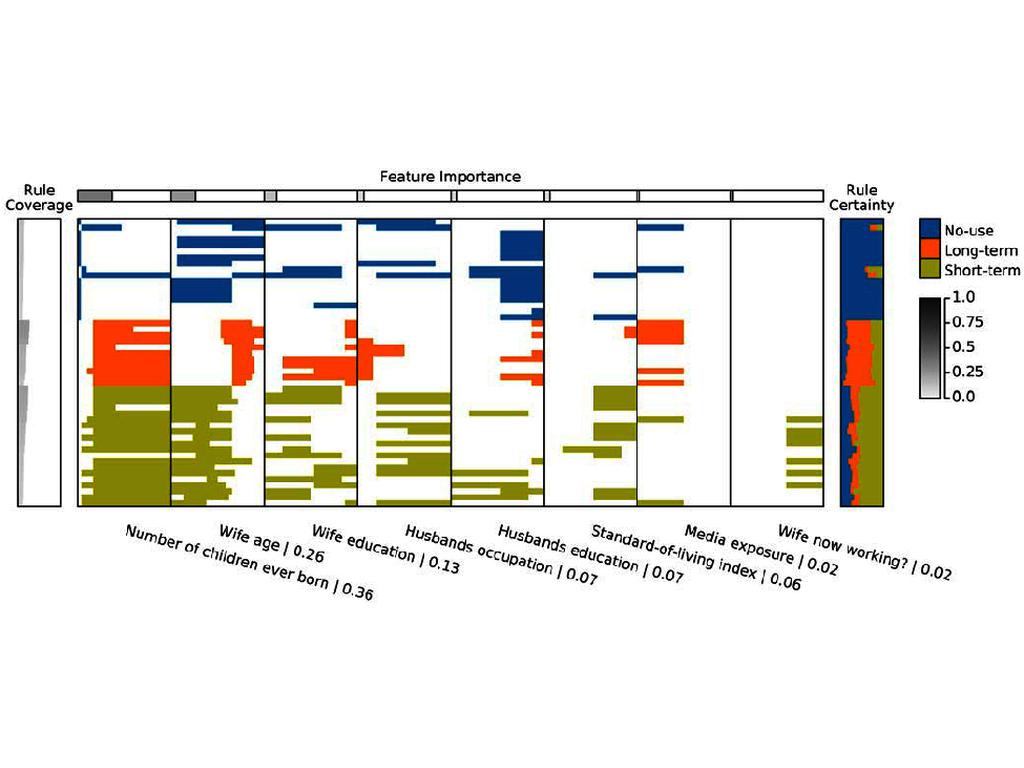 Feature Importance
Rule
Coverage
Rule
Certainty
No-use
Long-term
Short-term
1.0
0.75
0.5
0.25
0.0
Number of children ever born | 0.36
Wife age | 0.26
Wife education | 0.13
Husbands occupation | 0.07
Husbands education | 0.07
Standard-of-living index | 0.06
Media exposure | 0.02
Wife now working? | 0.02